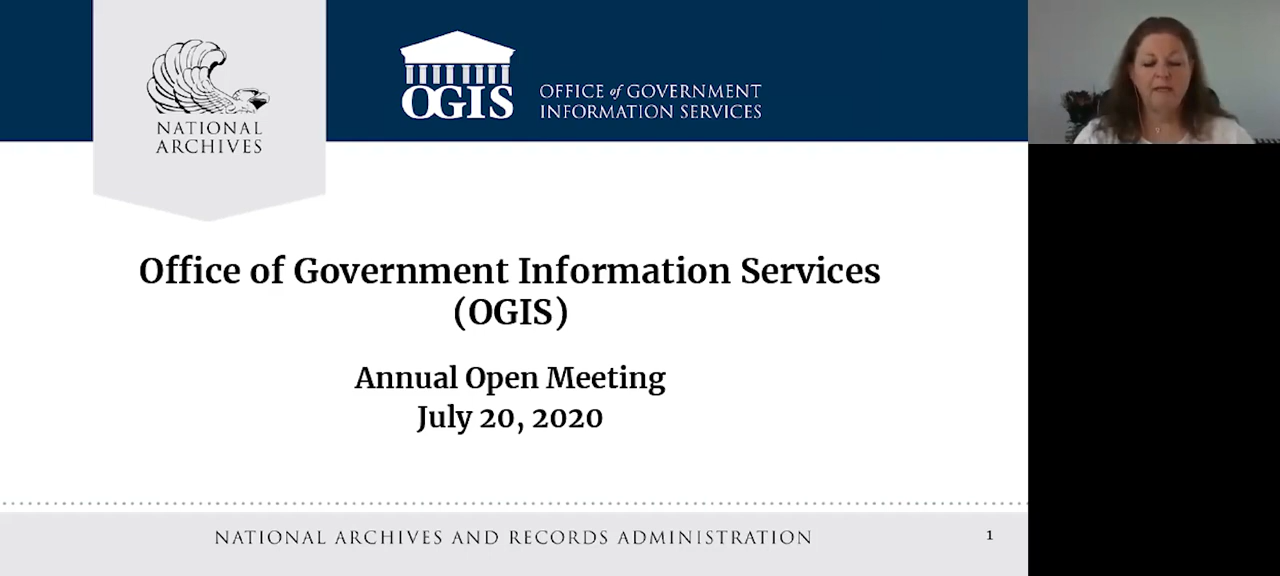 NATIONAL
ARCHIVES
OGIS
OFFICE of GOVERNMENT
INFORMATION SERVICES
Office of Government Information Services
(OGIS)
Annual Open Meeting
July 20, 2020
NATIONAL ARCHIVES AND RECORDS ADMINISTRATION
1